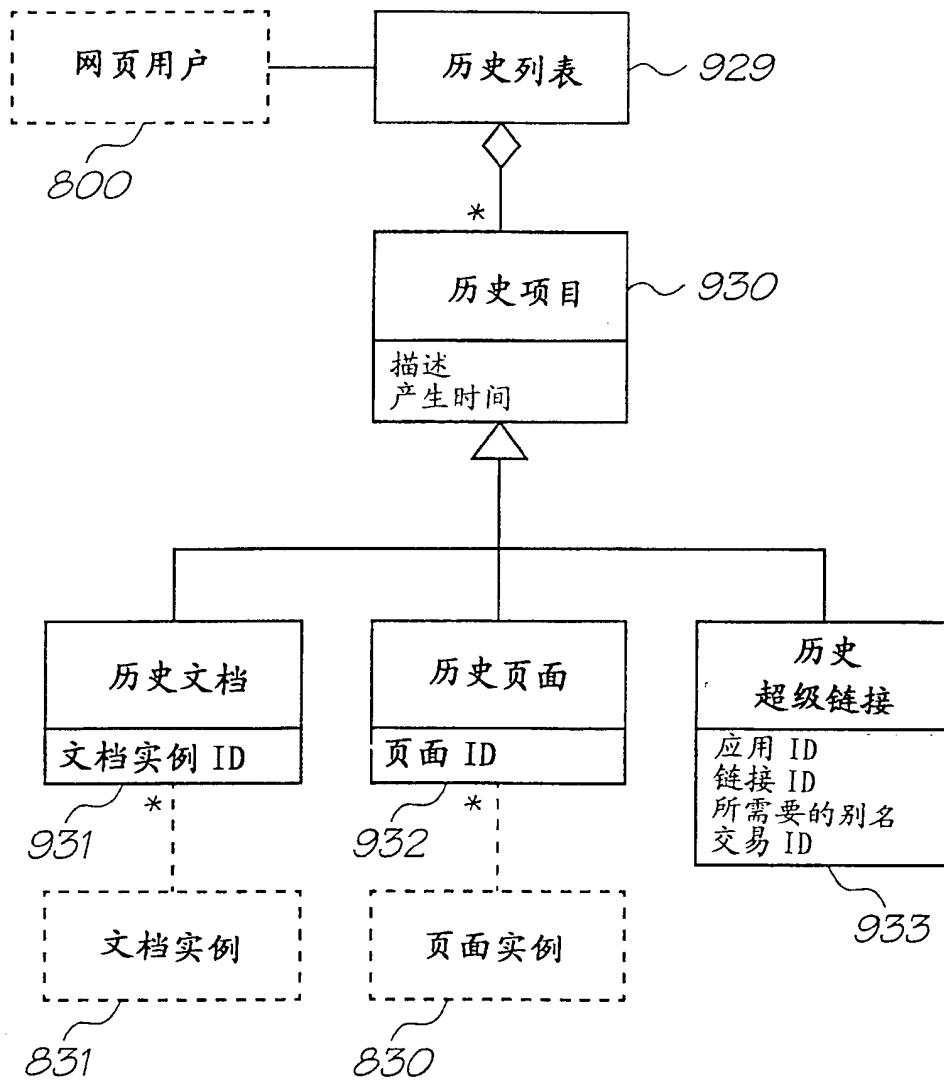 网页用户
历史列表
929
800
*
历史项目
930
描述
产生时间
历史文档
历史页面
历史
超级链接
文档实例 ID
页面 ID
应用 ID
链接 ID
所需要的别名
交易 ID
*
*
931
932
933
文档实例
页面实例
831
830